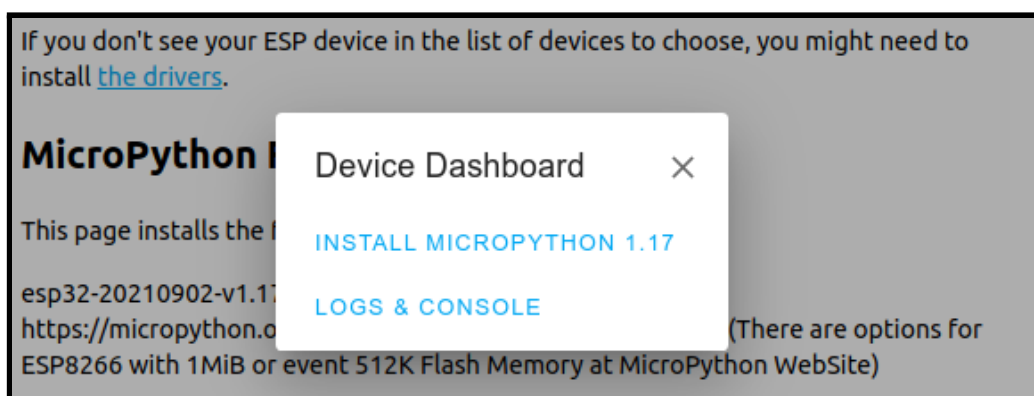 If you don't see your ESP device in the list of devices to choose, you might need to
install the drivers.
MicroPython
Device Dashboard
This page installs the
INSTALL MICROPYTHON 1.17
esp32-20210902-v1.17
LOGS & CONSOLE
https://micropython.o (There are options for
ESP8266 with 1MiB or event 512K Flash Memory at MicroPython WebSite)